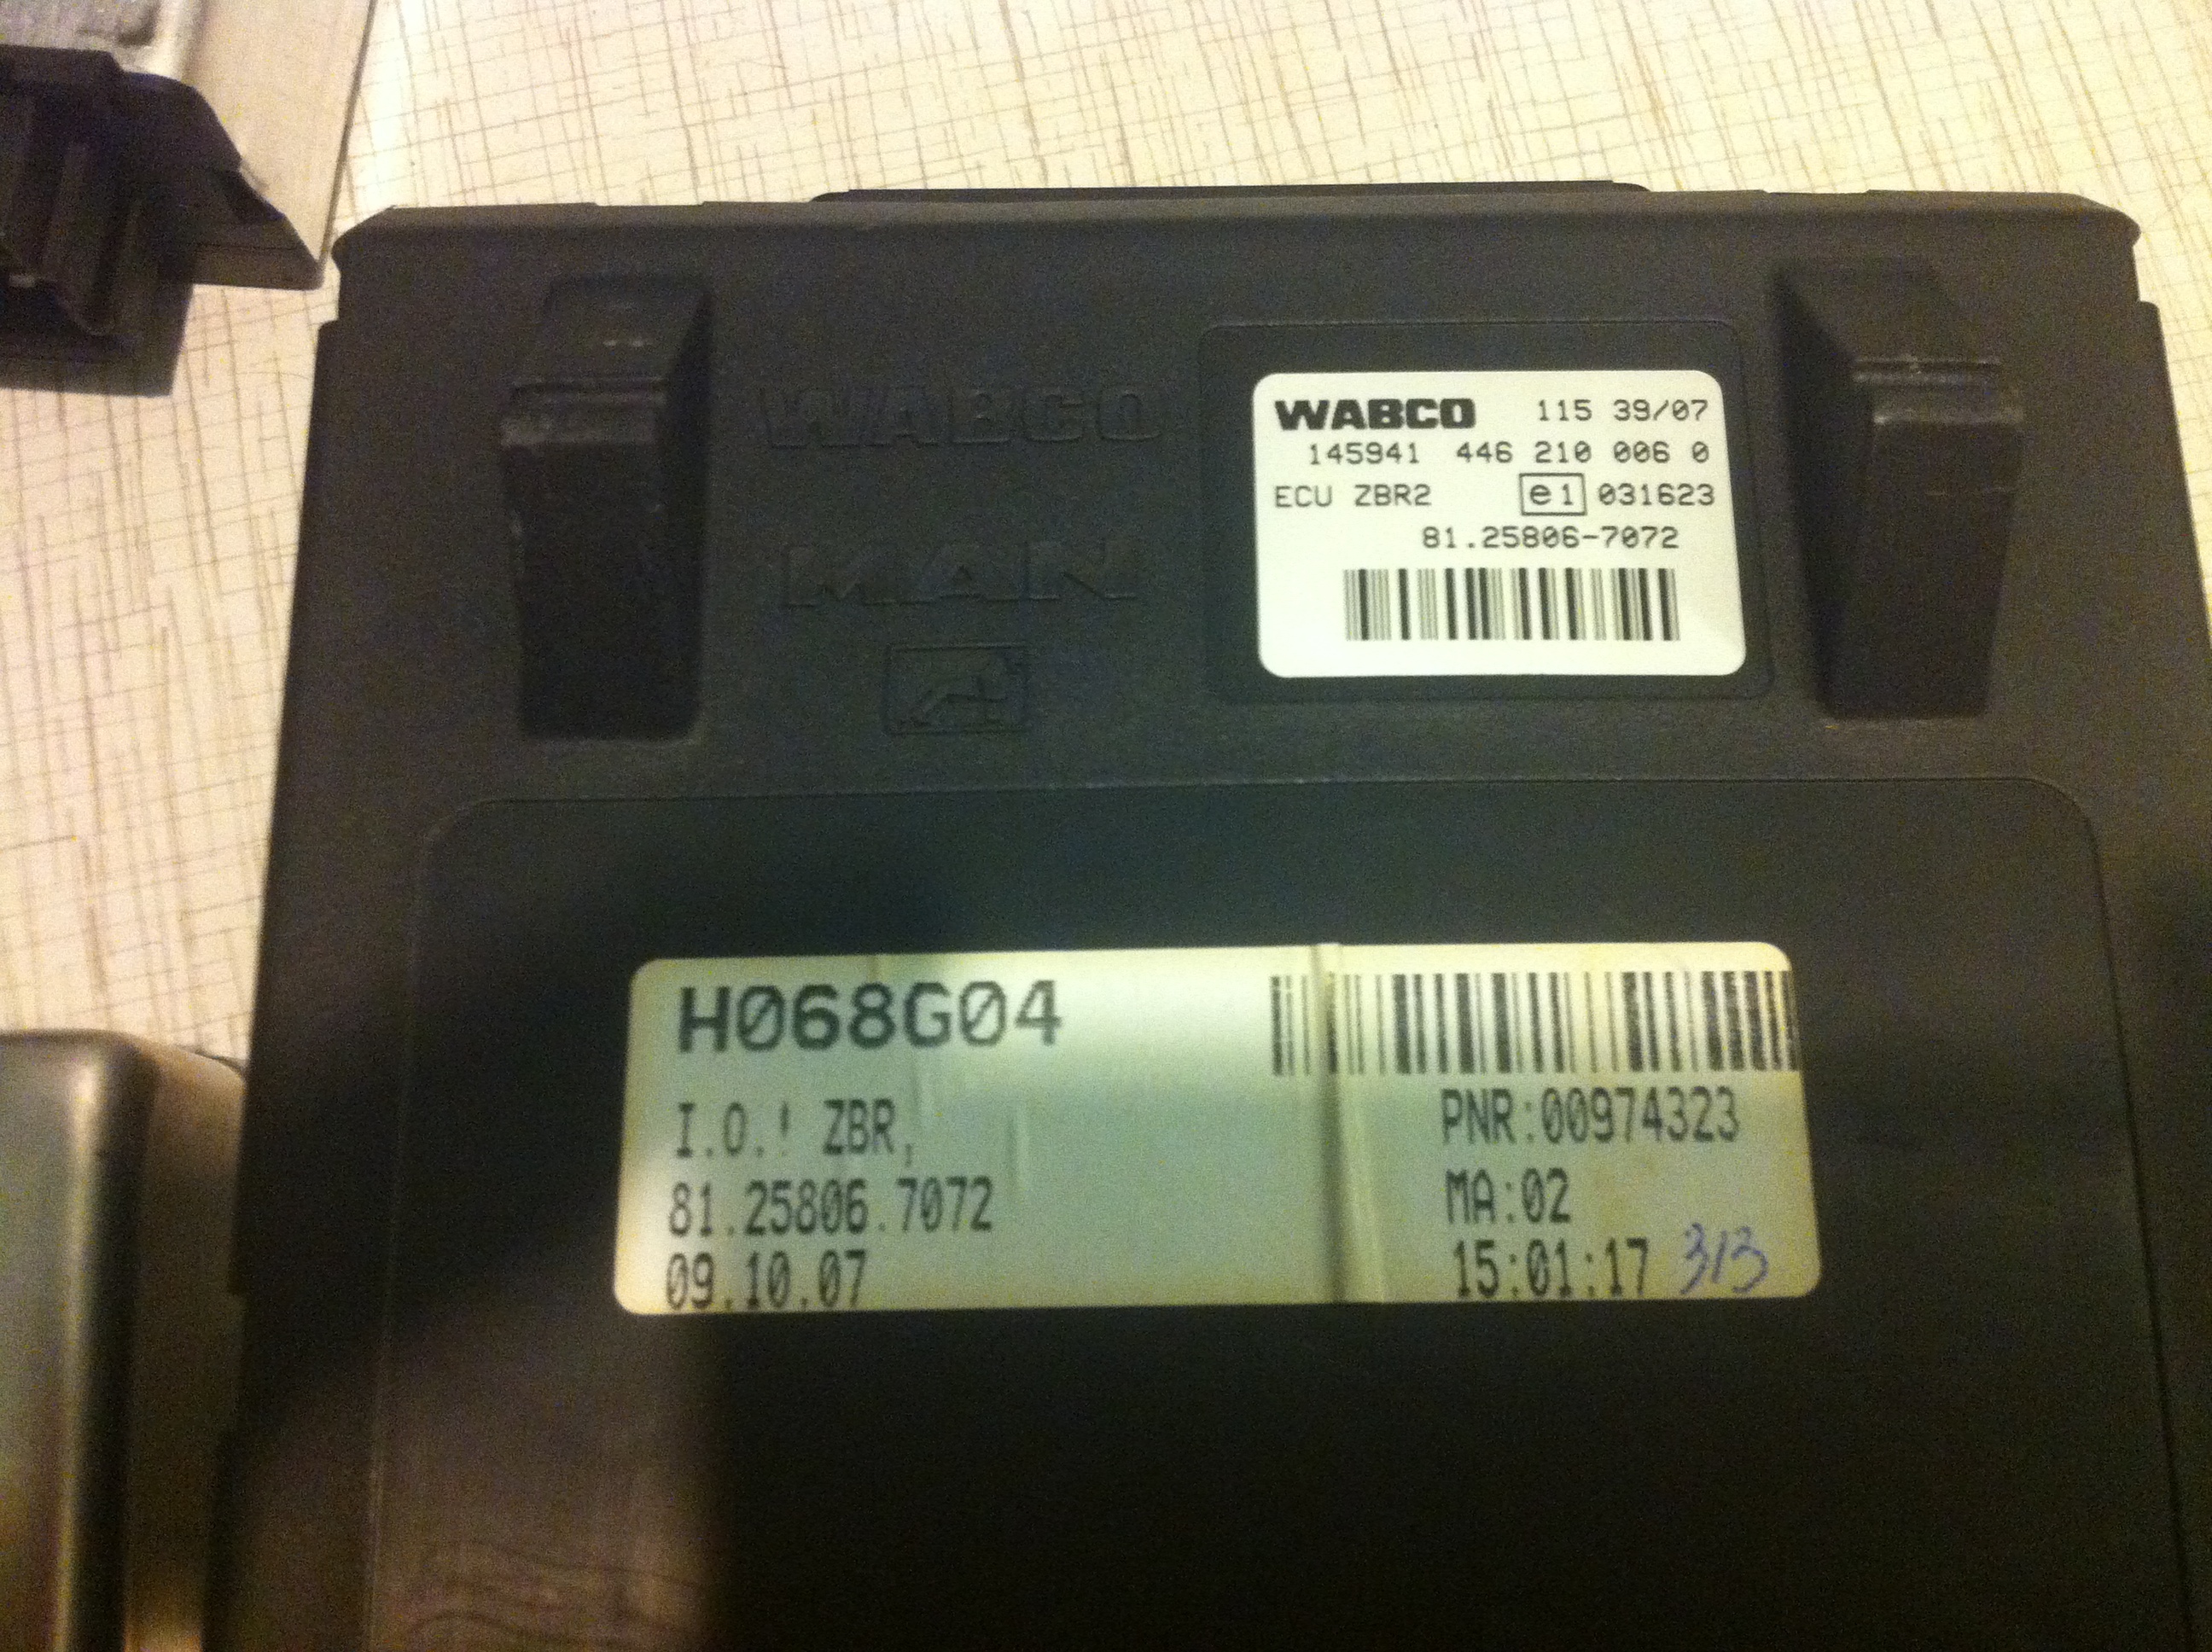 WABCO
MAN
WABCO 115 39/07
145941 446 210 006 0
ECU ZBR2 e1 031623
81.25806-7072
H068G04
I.O.! ZBR,
81.25806.7072
09.10.07
PNR:00974323
MA:02
15:01:17 313